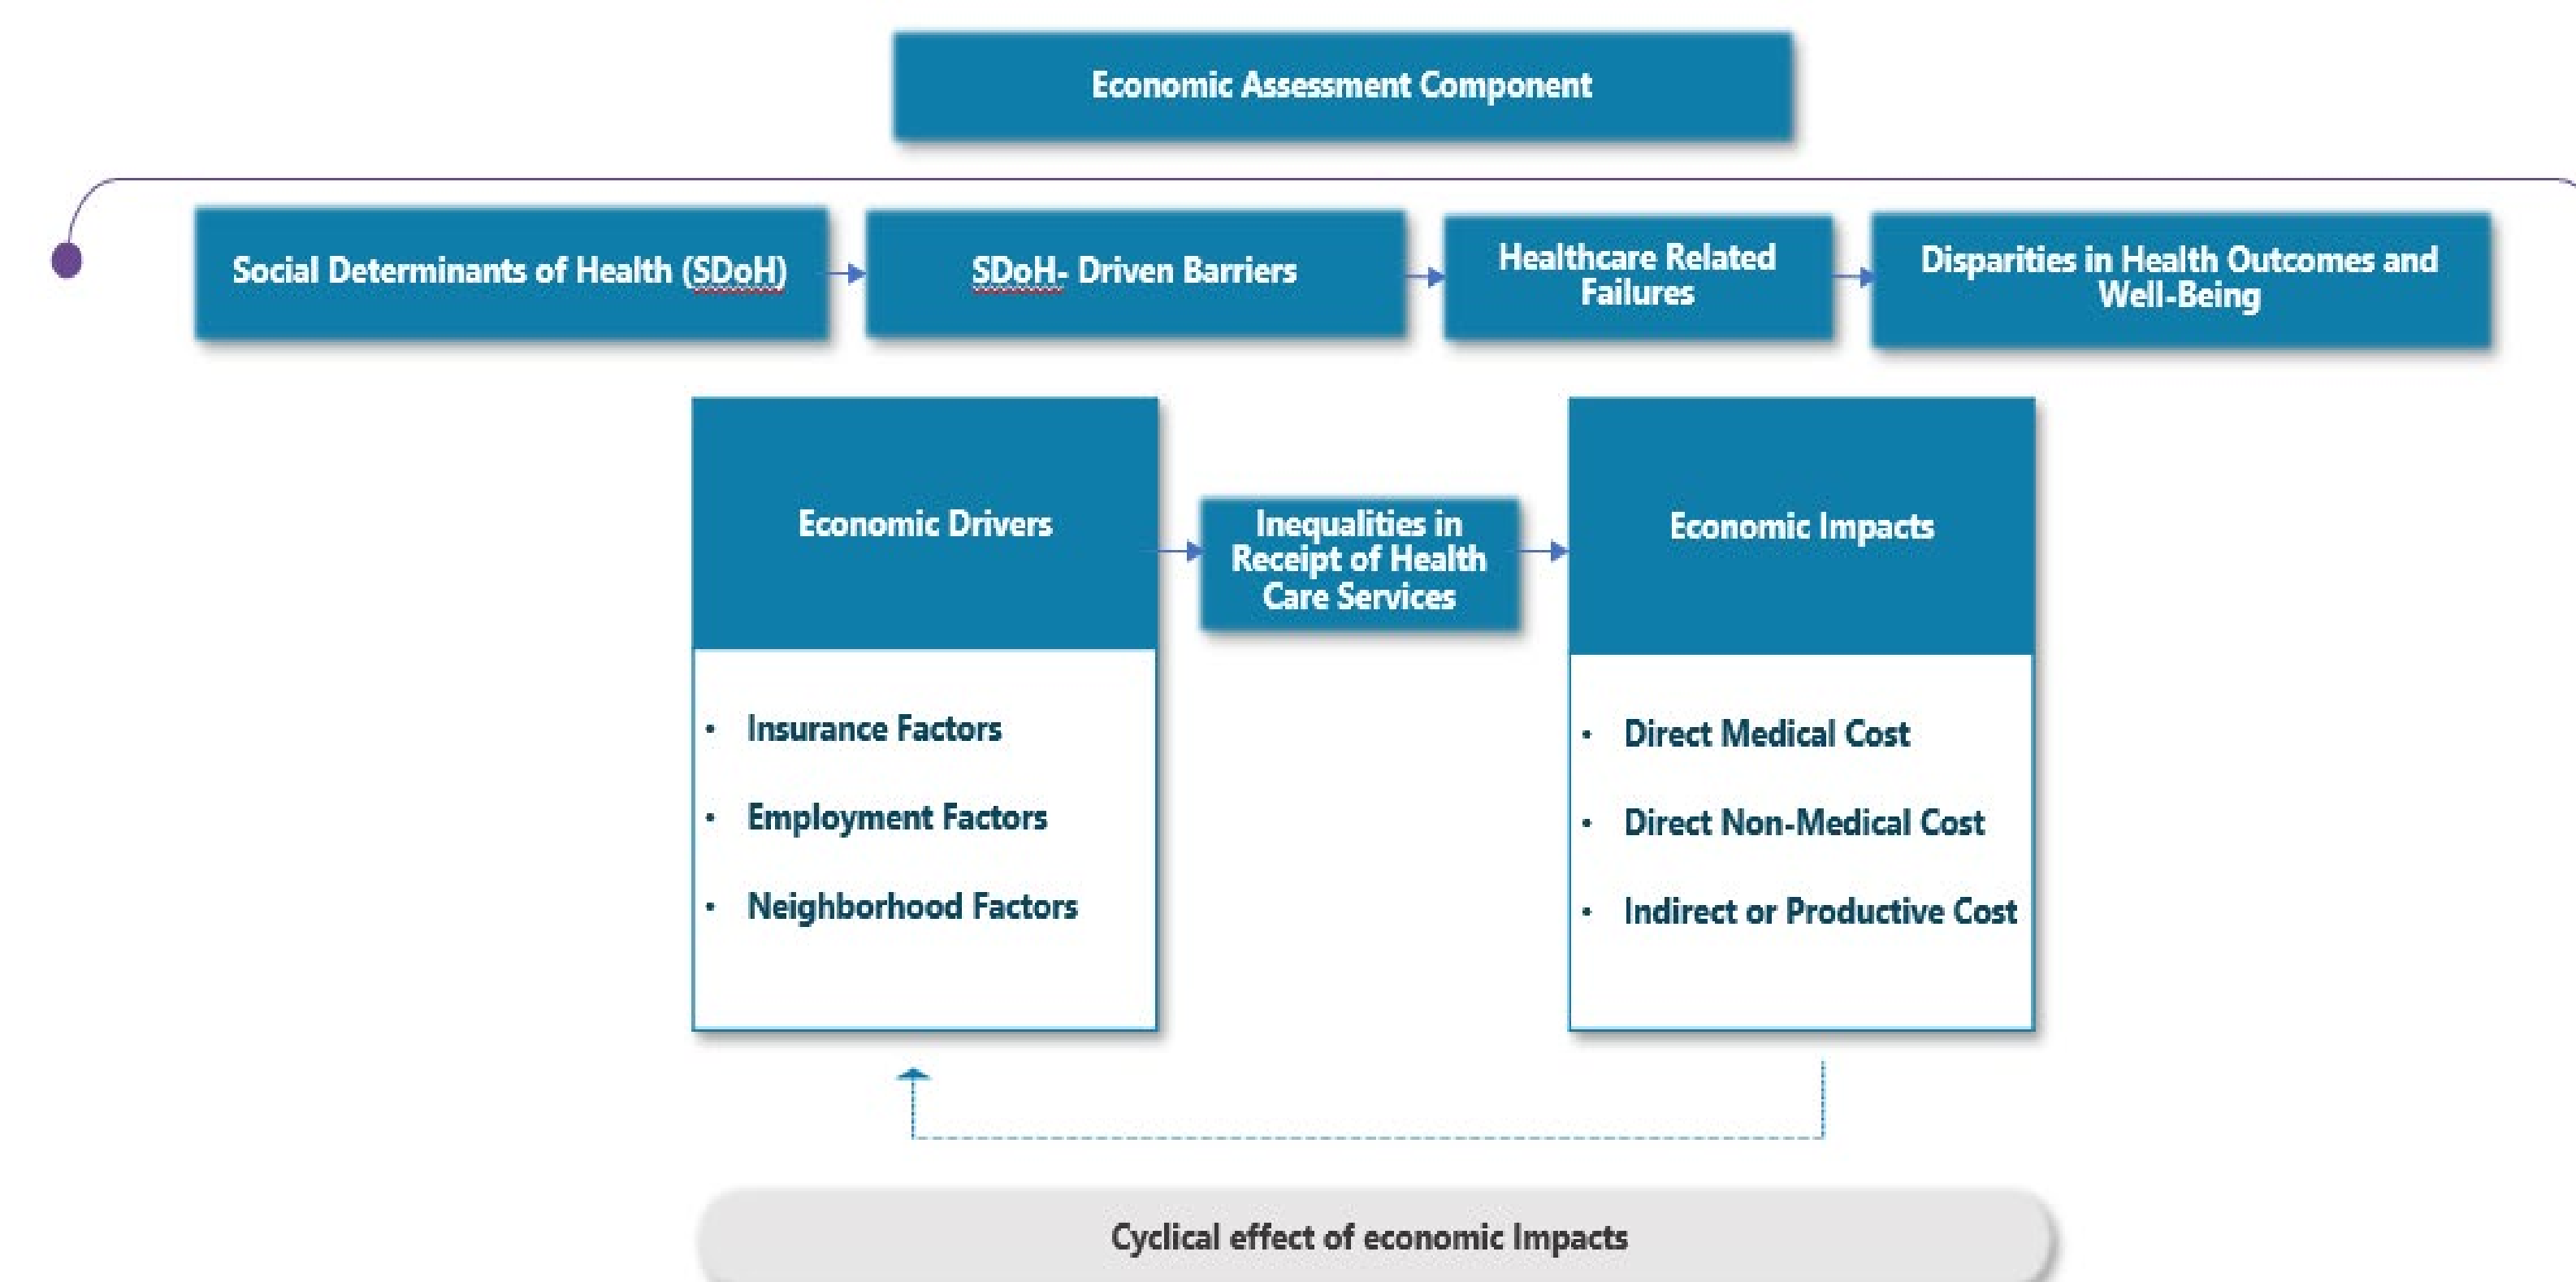 Economic Assessment Component
Social Determinants of Health (SDoH)
SDoH- Driven Barriers
Healthcare Related
Failures
Disparities in Health Outcomes and
Well-Being
Economic Drivers
Inequalities in
Receipt of Health
Care Services
Economic Impacts
• Insurance Factors
• Employment Factors
• Neighborhood Factors
• Direct Medical Cost
• Direct Non-Medical Cost
• Indirect or Productive Cost
Cyclical effect of economic Impacts